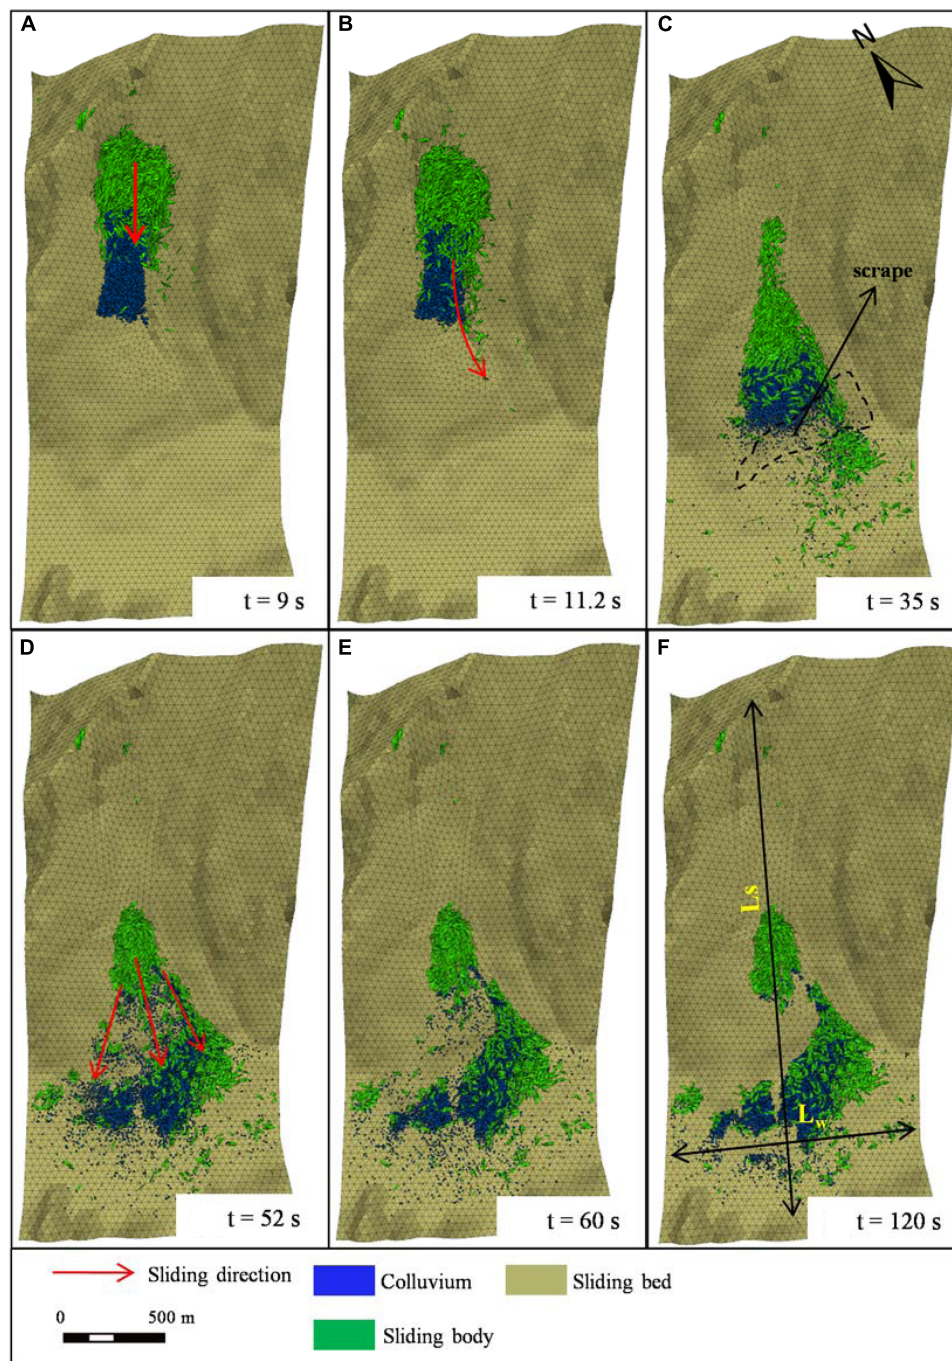 A
B
C
N
scrape
t = 9 s
t = 11.2 s
t = 35 s
D
E
F
Ls
Lw
t = 52 s
t = 60 s
t = 120 s
Sliding direction
Colluvium
Sliding bed
0 500 m
Sliding body